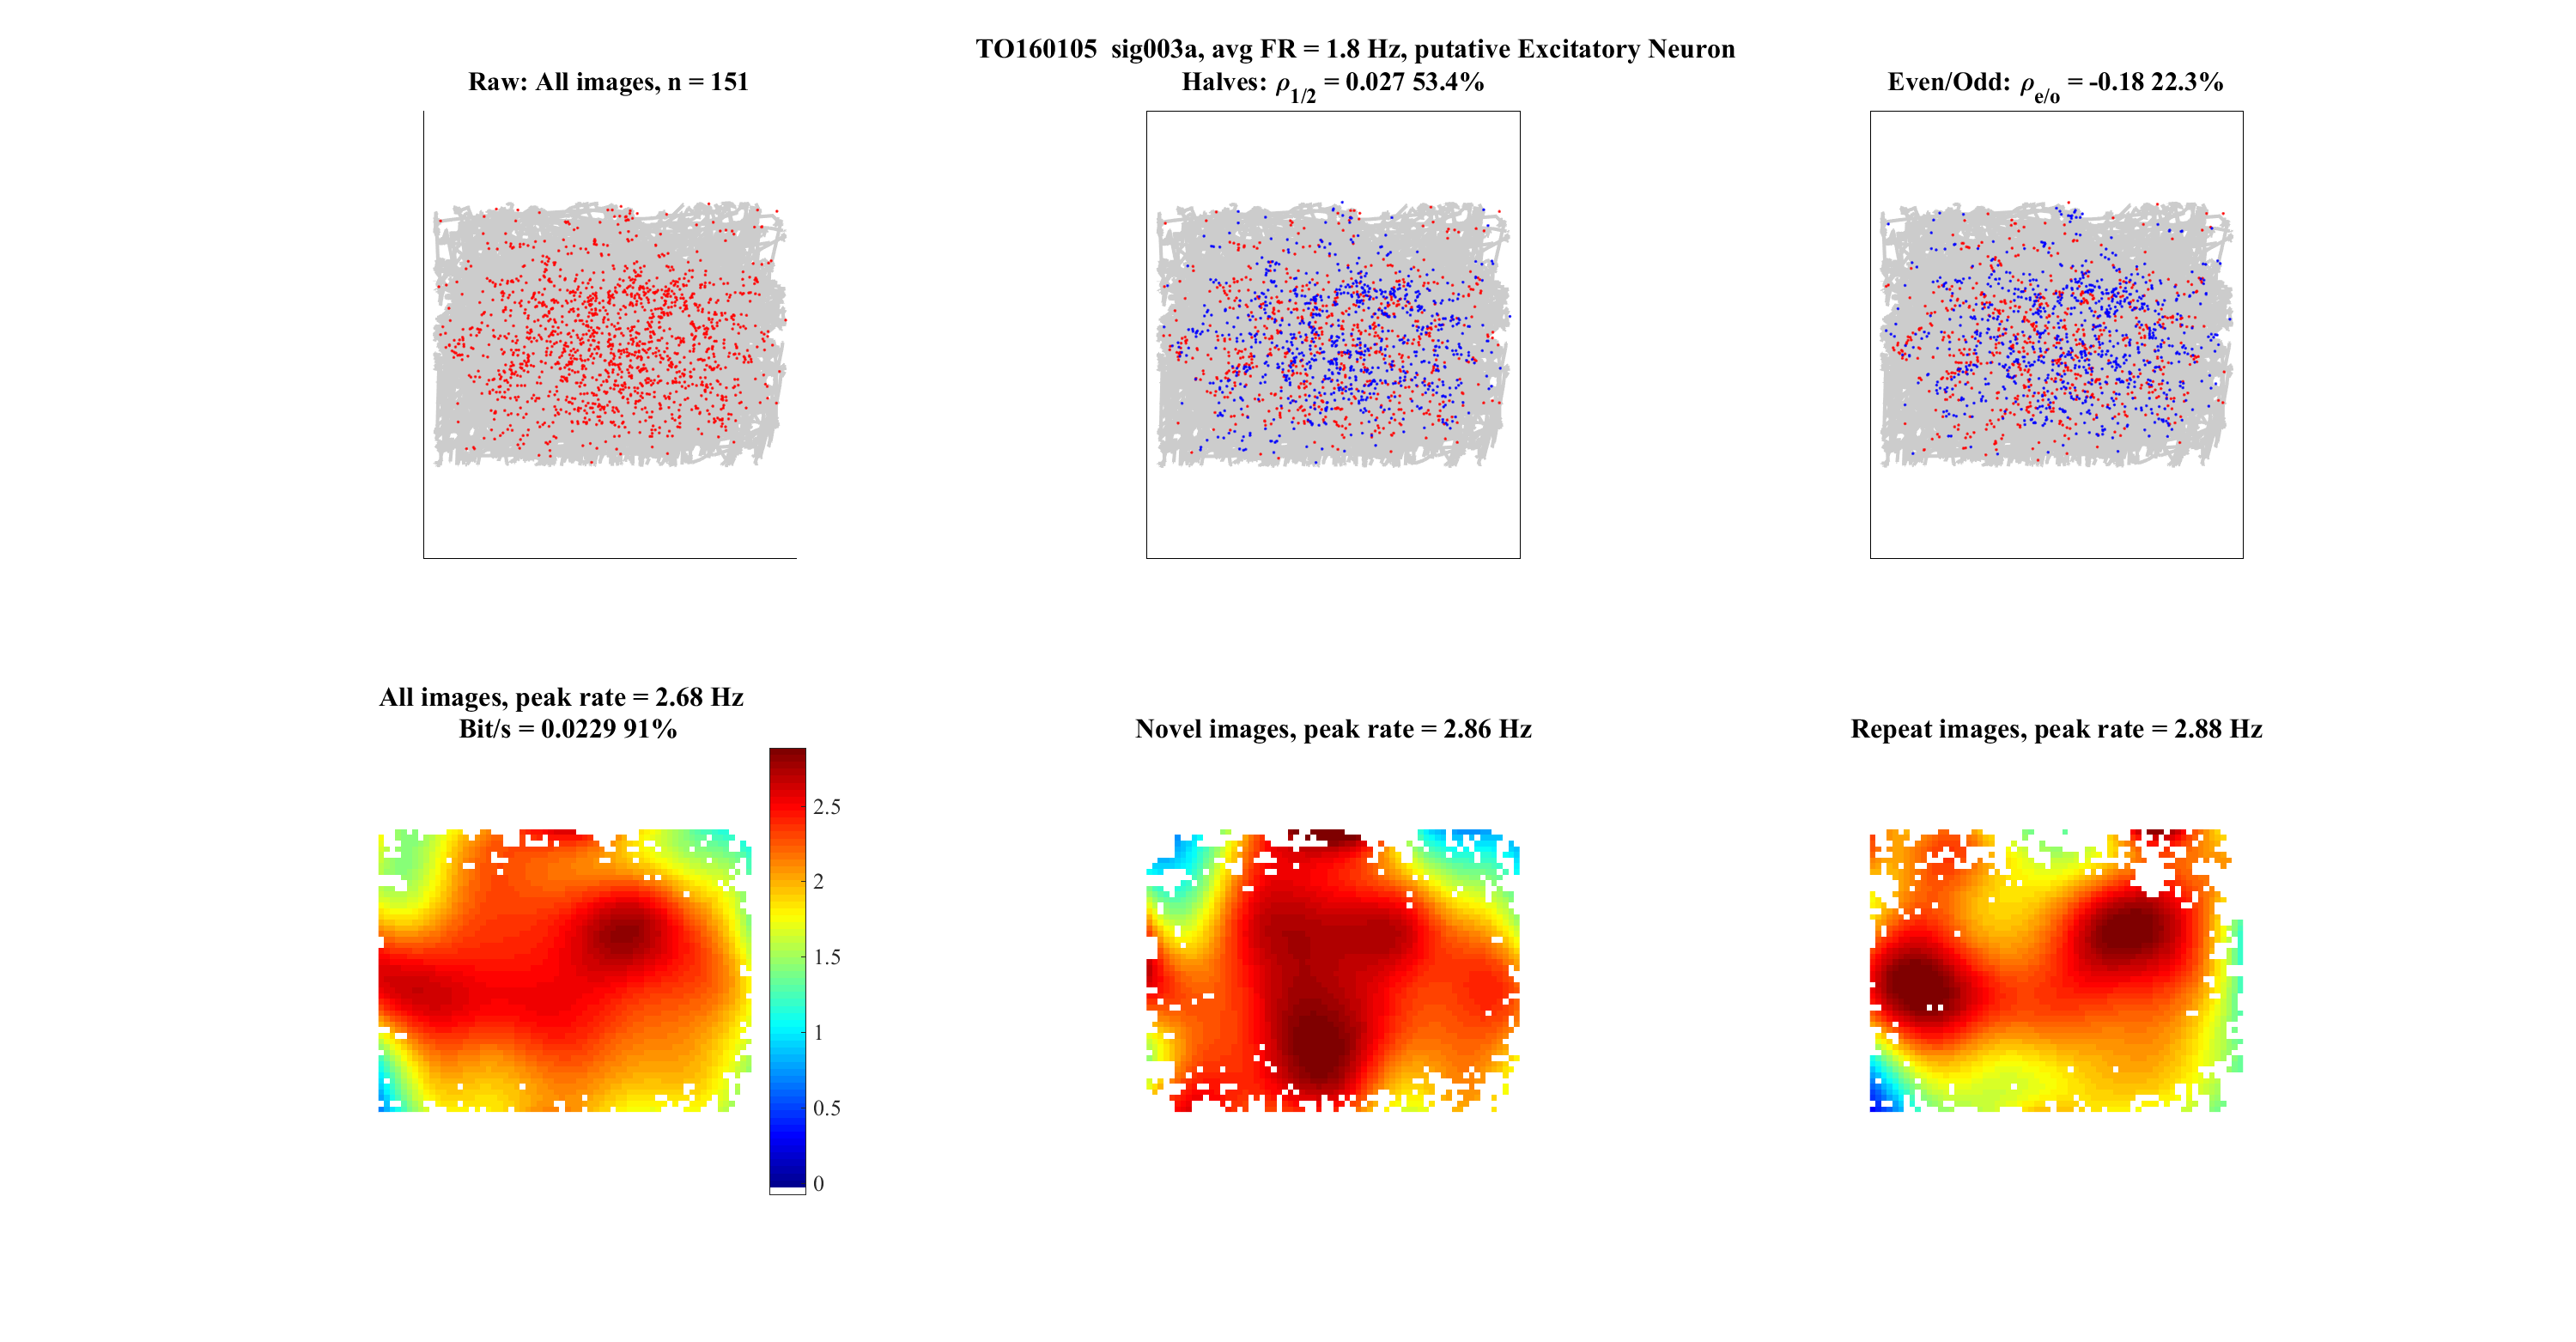 TO160105  sig003a, avg FR = 1.8 Hz, putative Excitatory Neuron
Raw: All images, n = 151
Halves: ρ1/2 = 0.027 53.4%
Even/Odd: ρe/o = -0.18 22.3%
All images, peak rate = 2.68 Hz
Bit/s = 0.0229 91%
Novel images, peak rate = 2.86 Hz
Repeat images, peak rate = 2.88 Hz
2.5
2
1.5
1
0.5
0